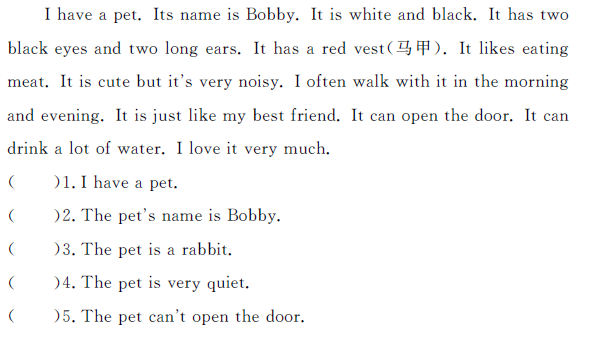 I have a pet. Its name is Bobby. It is white and black. It has two
black eyes and two long ears. It has a red vest(马甲). It likes eating
meat. It is cute but it's very noisy. I often walk with it in the morning
and evening. It is just like my best friend. It can open the door. It can
drink a lot of water. I love it very much.
(    )1. I have a pet.
(    )2. The pet's name is Bobby.
(    )3. The pet is a rabbit.
(    )4. The pet is very quiet.
(    )5. The pet can't open the door.